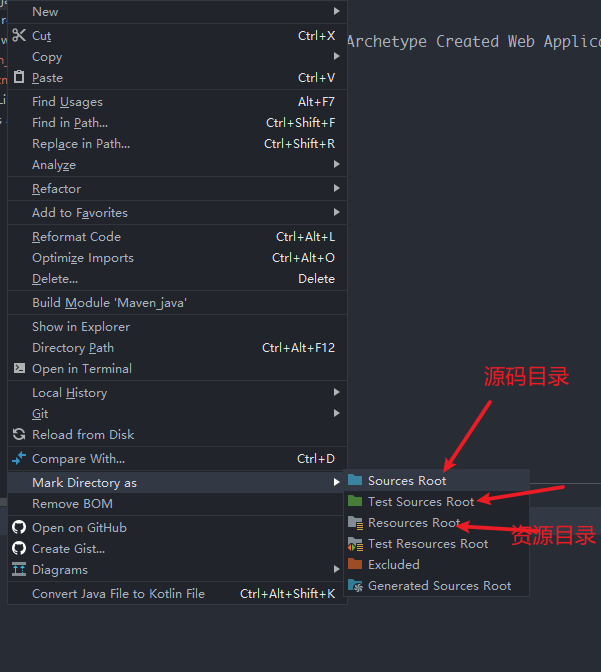 New
Cut Ctrl+X
Archetype Created Web Applic
Copy
Paste Ctrl+V
Find Usages Alt+F7
Find in Path... Ctrl+Shift+F
Replace in Path... Ctrl+Shift+R
Analyze
Refactor
Add to Favorites
Reformat Code Ctrl+Alt+L
Optimize Imports Ctrl+Alt+O
Delete... Delete
Build Module 'Maven_java'
Show in Explorer
Directory Path Ctrl+Alt+F12
Open in Terminal
Local History
Git
Reload from Disk
Compare With... Ctrl+D
Mark Directory as
Remove BOM
Open on GitHub
Create Gist...
Diagrams
Convert Java File to Kotlin File Ctrl+Alt+Shift+K
源码目录
Sources Root
Test Sources Root
Resources Root
资源目录
Test Resources Root
Excluded
Generated Sources Root